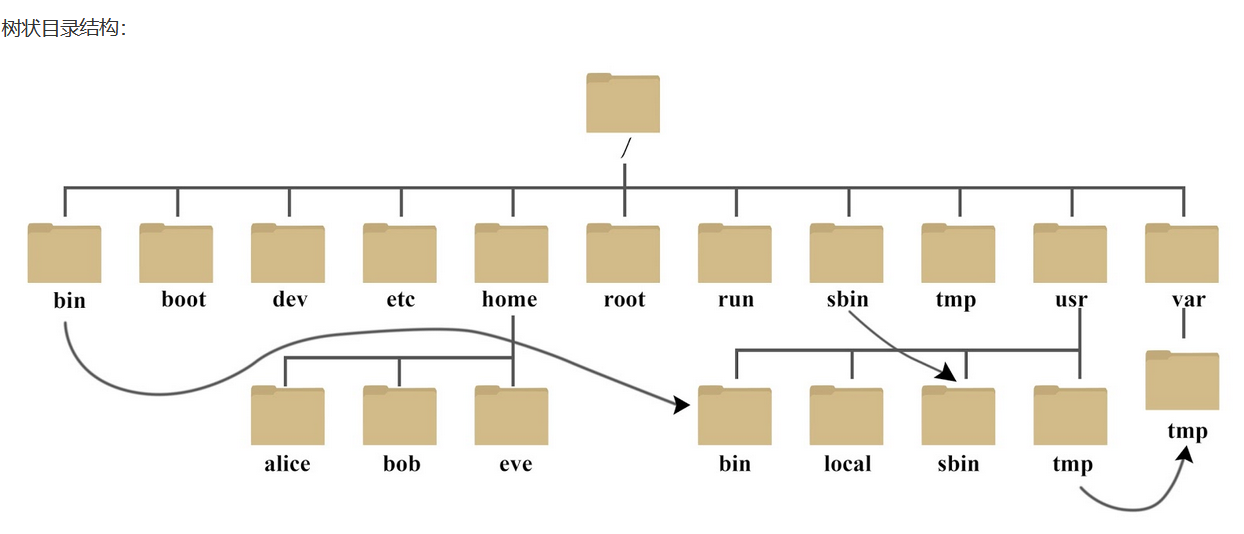 树状目录结构：
/
bin boot dev etc home root run sbin tmp usr var
tmp
alice bob eve bin local sbin tmp